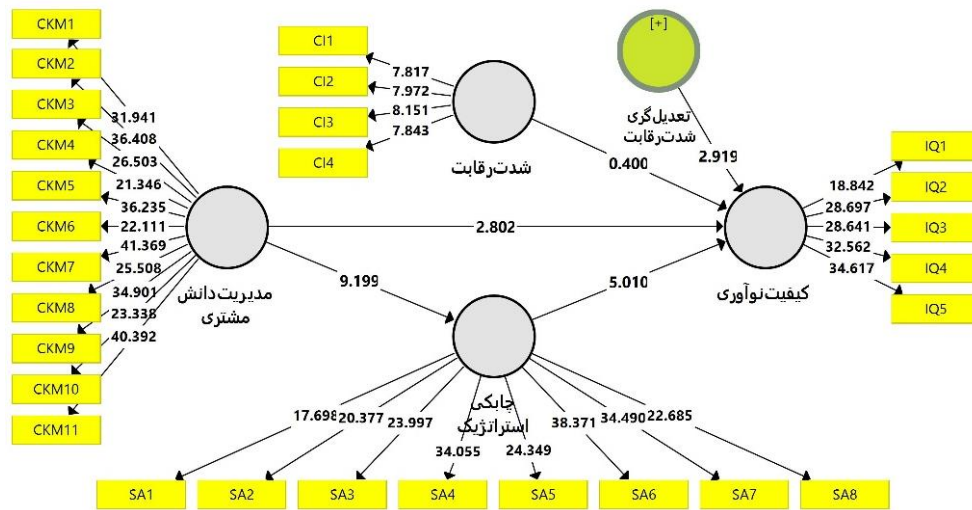 CKM1
CKM2
CKM3
CKM4
CKM5
CKM6
CKM7
CKM8
CKM9
CKM10
CKM11
31.941
36.408
26.503
21.346
36.235
22.111
41.369
25.508
34.901
23.338
40.392
مدیریت دانش
مشتری
CI1
CI2
CI3
CI4
7.817
7.972
8.151
7.843
شدت رقابت
[+]
تعدیل‌گری
شدت رقابت
2.919
0.400
2.802
9.199
5.010
کیفیت نوآوری
18.842
28.697
28.641
32.562
34.617
IQ1
IQ2
IQ3
IQ4
IQ5
چابکی
استراتژیک
17.698
20.377
23.997
34.055
24.349
38.371
34.490
22.685
SA1
SA2
SA3
SA4
SA5
SA6
SA7
SA8